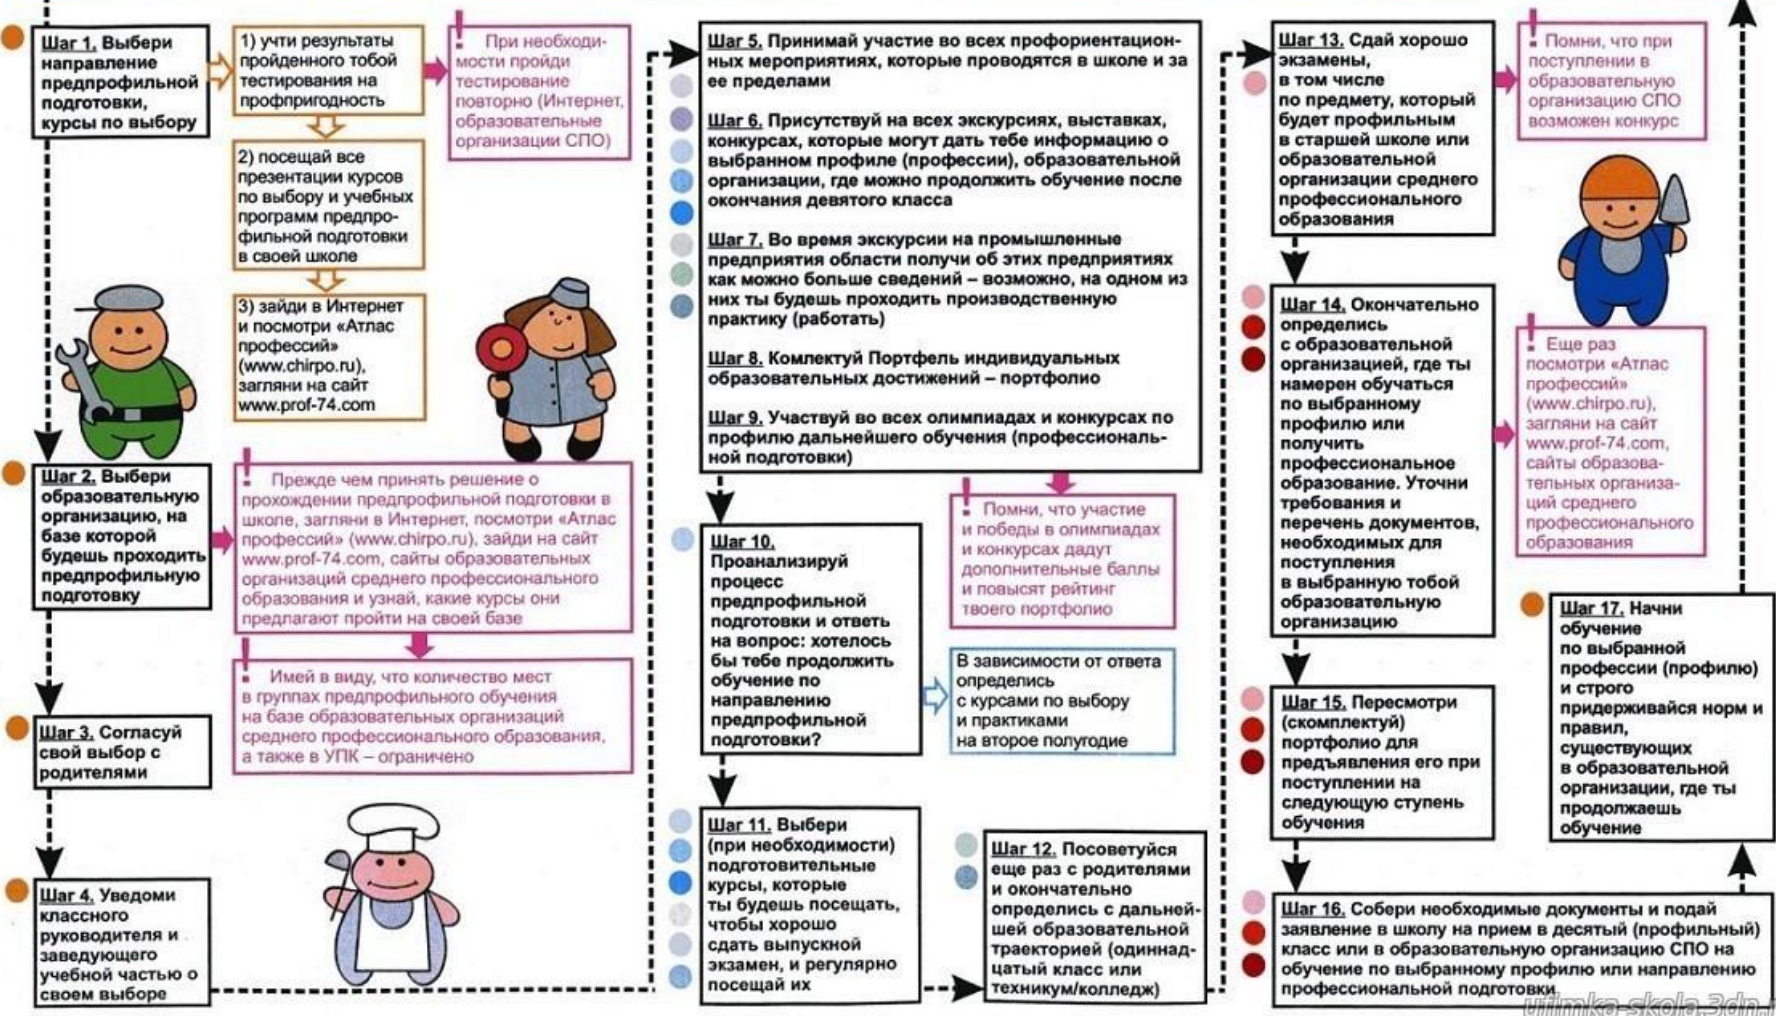 Шаг 1. Выбери
направление
предпрофильной
подготовки,
курсы по выбору
1) учти результаты
пройденного тобой
тестирования на
профпригодность
! При необходи-
мости пройди
тестирование
повторно (Интернет,
образовательные
организации СПО)
2) посещай все
презентации курсов
по выбору и учебных
программ предпро-
фильной подготовки
в своей школе
3) зайди в Интернет
и посмотри «Атлас
профессий»
(www.chirpo.ru),
загляни на сайт
www.prof-74.com
Шаг 2. Выбери
образовательную
организацию, на
базе которой
будешь проходить
предпрофильную
подготовку
! Прежде чем принять решение о
прохождении предпрофильной подготовки в
школе, загляни в Интернет, посмотри «Атлас
профессий» (www.chirpo.ru), зайди на сайт
www.prof-74.com, сайты образовательных
организаций среднего профессионального
образования и узнай, какие курсы они
предлагают пройти на своей базе
! Имей в виду, что количество мест
в группах предпрофильного обучения
на базе образовательных организаций
среднего профессионального образования,
а также в УПК – ограничено
Шаг 3. Согласуй
свой выбор с
родителями
Шаг 4. Уведоми
классного
руководителя и
заведующего
учебной частью о
своем выборе
Шаг 5. Принимай участие во всех профориентацион-
ных мероприятиях, которые проводятся в школе и за
ее пределами
Шаг 6. Присутствуй на всех экскурсиях, выставках,
конкурсах, которые могут дать тебе информацию о
выбранном профиле (профессии), образовательной
организации, где можно продолжить обучение после
окончания девятого класса
Шаг 7. Во время экскурсии на промышленные
предприятия области получи об этих предприятиях
как можно больше сведений – возможно, на одном из
них ты будешь проходить производственную
практику (работать)
Шаг 8. Комлектуй Портфель индивидуальных
образовательных достижений – портфолио
Шаг 9. Участвуй во всех олимпиадах и конкурсах по
профилю дальнейшего обучения (профессиональ-
ной подготовки)
! Помни, что участие
и победы в олимпиадах
и конкурсах дадут
дополнительные баллы
и повысят рейтинг
твоего портфолио
Шаг 10.
Проанализируй
процесс
предпрофильной
подготовки и ответь
на вопрос: хотелось
бы тебе продолжить
обучение по
направлению
предпрофильной
подготовки?
В зависимости от ответа
определись
с курсами по выбору
и практиками
на второе полугодие
Шаг 11. Выбери
(при необходимости)
подготовительные
курсы, которые
ты будешь посещать,
чтобы хорошо
сдать выпускной
экзамен, и регулярно
посещай их
Шаг 12. Посоветуйся
еще раз с родителями
и окончательно
определись с дальней-
шей образовательной
траекторией (одиннад-
цатый класс или
техникум/колледж)
Шаг 13. Сдай хорошо
экзамены,
в том числе
по предмету, который
будет профильным
в старшей школе или
образовательной
организации среднего
профессионального
образования
! Помни, что при
поступлении в
образовательную
организацию СПО
возможен конкурс
Шаг 14. Окончательно
определись
с образовательной
организацией, где ты
намерен обучаться
по выбранному
профилю или
получить
профессиональное
образование. Уточни
требования и
перечень документов,
необходимых для
поступления
в выбранную тобой
образовательную
организацию
! Еще раз
посмотри «Атлас
профессий»
(www.chirpo.ru),
загляни на сайт
www.prof-74.com,
сайты образова-
тельных организа-
ций среднего
профессионального
образования
Шаг 15. Пересмотри
(скомплектуй)
портфолио для
предъявления его при
поступлении на
следующую ступень
обучения
Шаг 16. Собери необходимые документы и подай
заявление в школу на прием в десятый (профильный)
класс или в образовательную организацию СПО на
обучение по выбранному профилю или направлению
профессиональной подготовки
Шаг 17. Начни
обучение
по выбранной
профессии (профилю)
и строго
придерживайся норм и
правил,
существующих
в образовательной
организации, где ты
продолжаешь
обучение